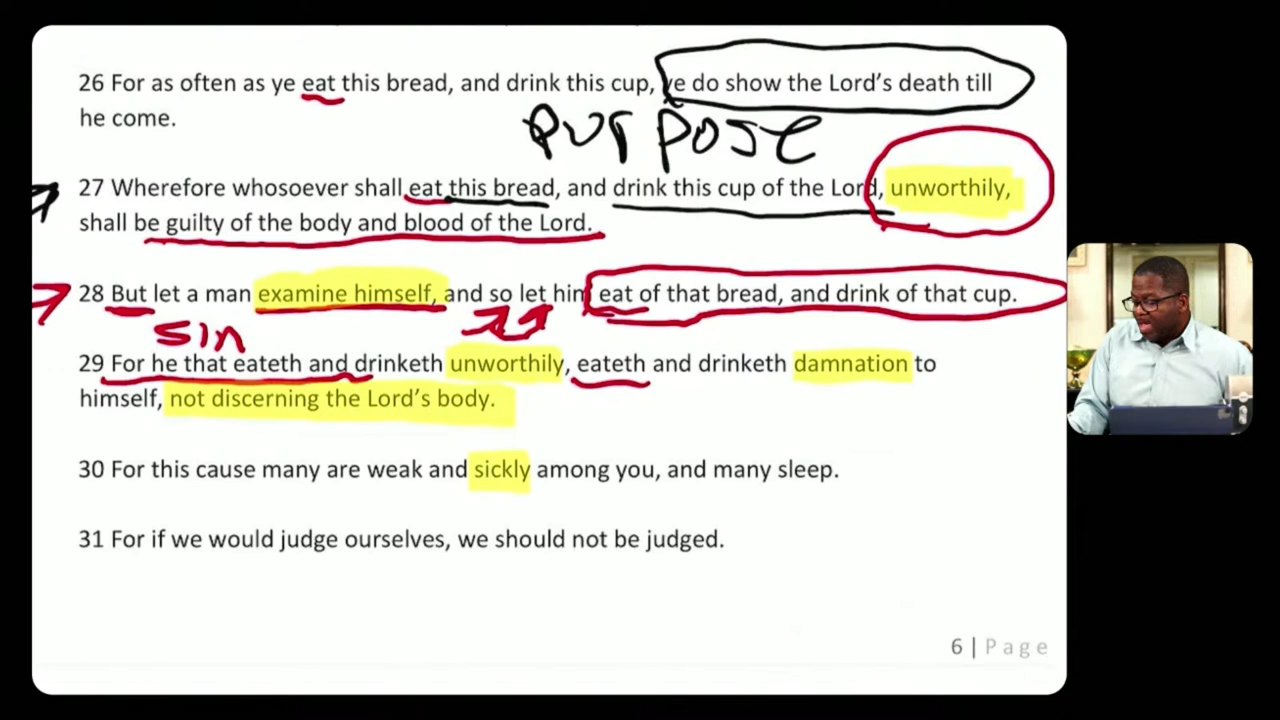 26 For as often as ye eat this bread, and drink this cup, ye do show the Lord's death till
he come.
purpose
27 Wherefore whosoever shall eat this bread, and drink this cup of the Lord, unworthily,
shall be guilty of the body and blood of the Lord.
28 But let a man examine himself, and so let him eat of that bread, and drink of that cup.
sin
29 For he that eateth and drinketh unworthily, eateth and drinketh damnation to
himself, not discerning the Lord's body.
30 For this cause many are weak and sickly among you, and many sleep.
31 For if we would judge ourselves, we should not be judged.
6 | Page